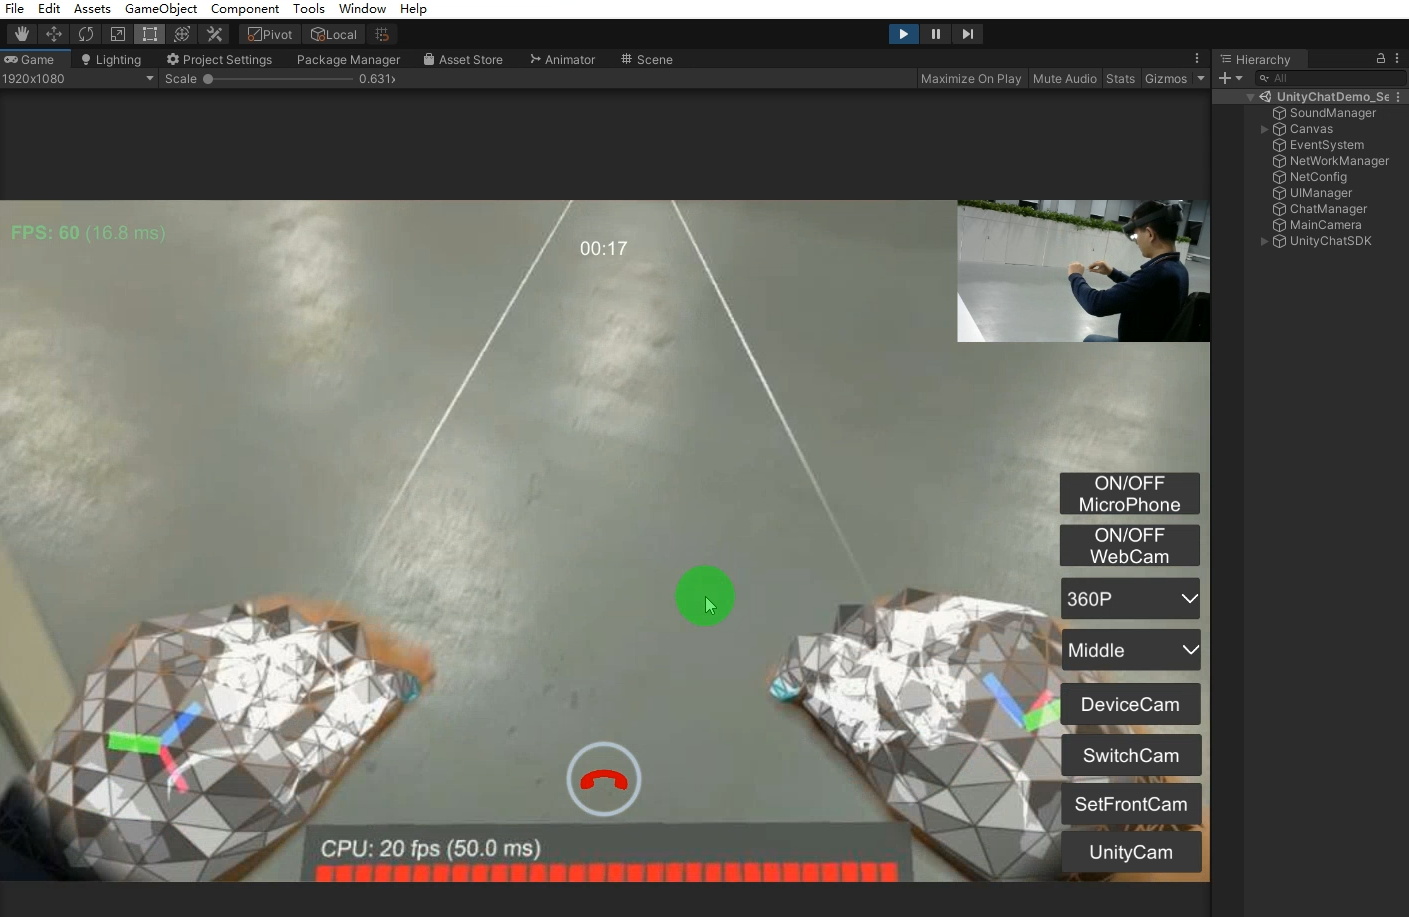 File Edit Assets GameObject Component Tools Window Help
Pivot Local
Game Lighting Project Settings Package Manager Asset Store Animator Scene
1920x1080 Scale 0.631 Maximize On Play Mute Audio Stats Gizmos
Hierarchy
All
UnityChatDemo_Se
SoundManager
Canvas
EventSystem
NetWorkManager
NetConfig
UIManager
ChatManager
MainCamera
UnityChatSDK
FPS: 60 (16.8 ms)
00:17
ON/OFF
MicroPhone
ON/OFF
WebCam
360P
Middle
DeviceCam
SwitchCam
SetFrontCam
UnityCam
CPU: 20 fps (50.0 ms)